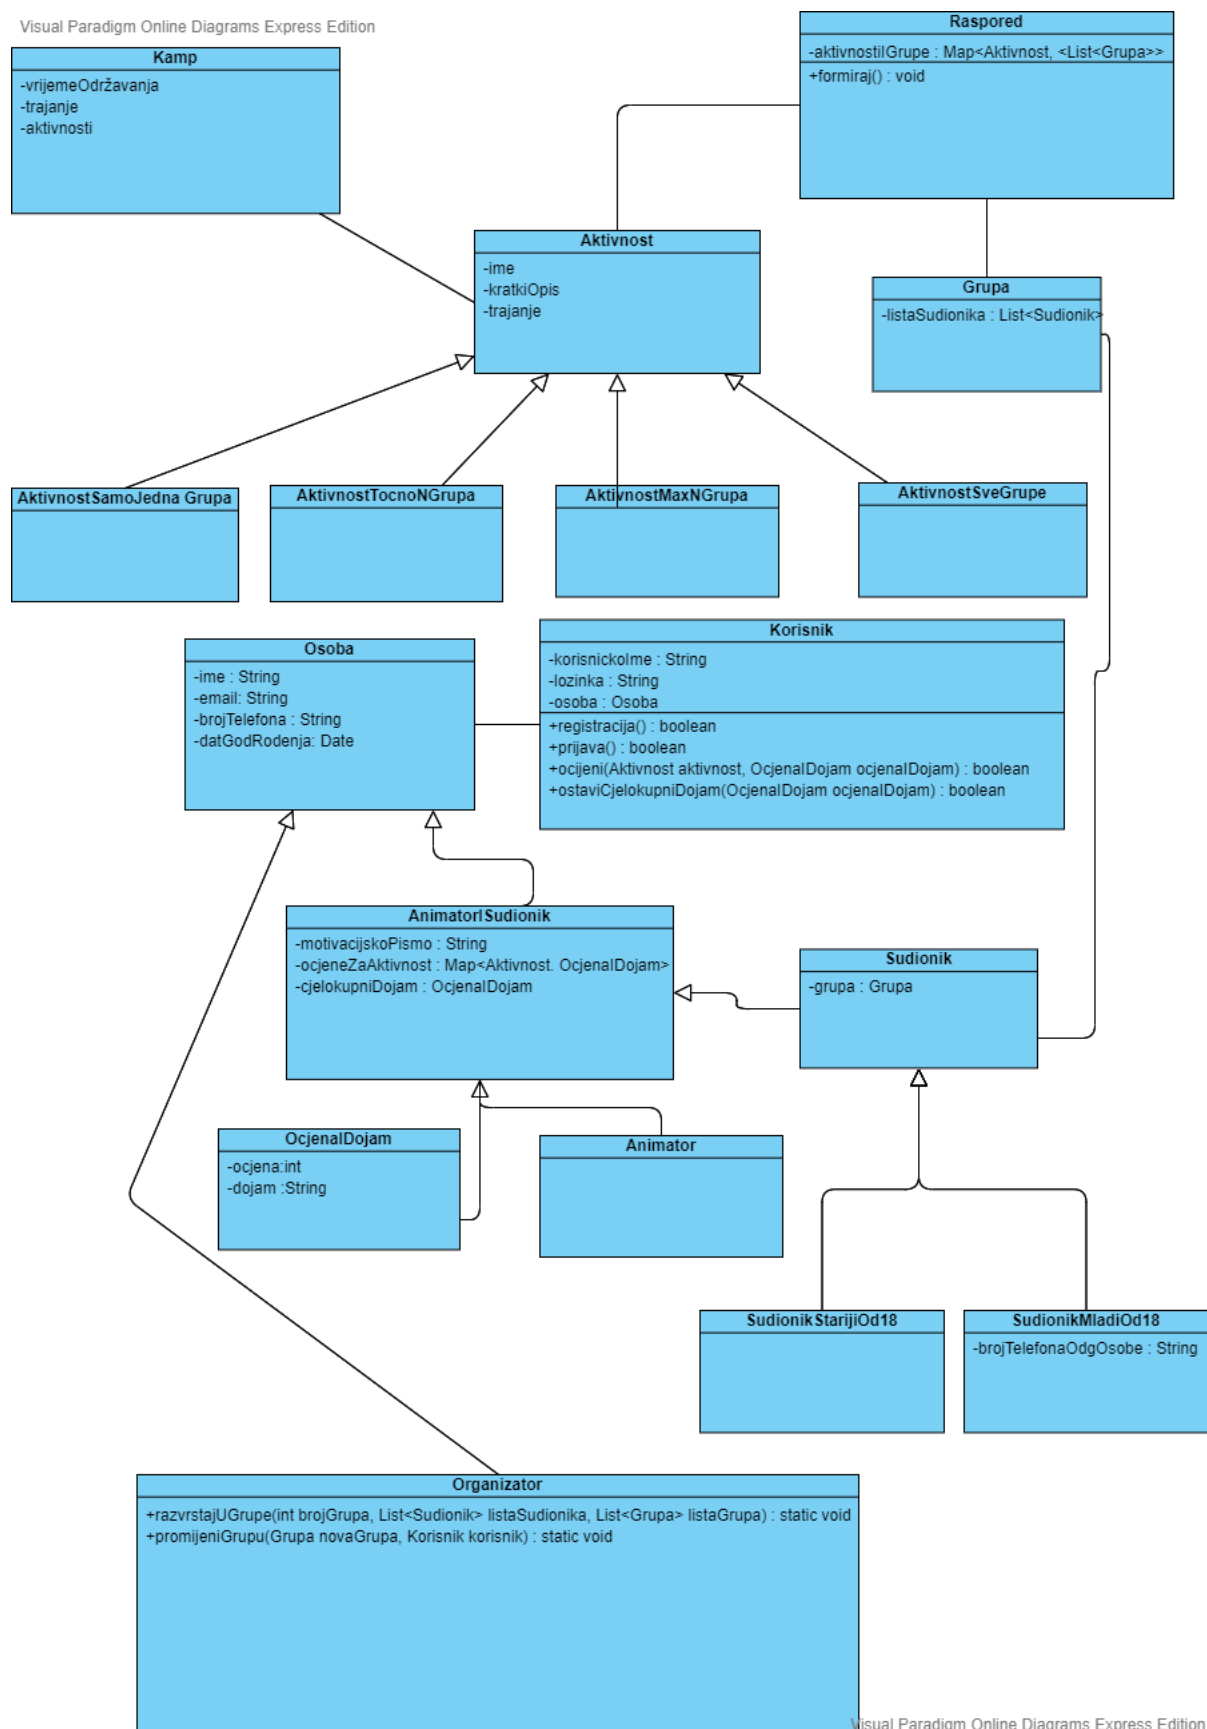 Visual Paradigm Online Diagrams Express Edition
Raspored
-aktivnostiIGrupe : Map<Aktivnost, <List<Grupa>>
+formiraj() : void
Kamp
-vrijemeOdržavanja
-trajanje
-aktivnosti
Aktivnost
-ime
-kratkiOpis
-trajanje
Grupa
-listaSudionika : List<Sudionik>
AktivnostSamoJedna Grupa
AktivnostTocnoNGrupa
AktivnostMaxNGrupa
AktivnostSveGrupe
Osoba
-ime : String
-email: String
-brojTelefona : String
-datGodRodenja: Date
Korisnik
-korisnickoIme : String
-lozinka : String
-osoba : Osoba
+registracija() : boolean
+prijava() : boolean
+ocijeni(Aktivnost aktivnost, OcjenaIDojam ocjenaIDojam) : boolean
+ostaviCjelokupniDojam(OcjenaIDojam ocjenaIDojam) : boolean
AnimatorISudionik
-motivacijskoPismo : String
-ocjeneZaAktivnost : Map<Aktivnost. OcjenaIDojam>
-cjelokupniDojam : OcjenaIDojam
Sudionik
-grupa : Grupa
OcjenaIDojam
-ocjena:int
-dojam :String
Animator
SudionikStarijiOd18
SudionikMladiOd18
-brojTelefonaOdgOsobe : String
Organizator
+razvrstajUGrupe(int brojGrupa, List<Sudionik> listaSudionika, List<Grupa> listaGrupa) : static void
+promijeniGrupu(Grupa novaGrupa, Korisnik korisnik) : static void
Visual Paradigm Online Diagrams Express Edition